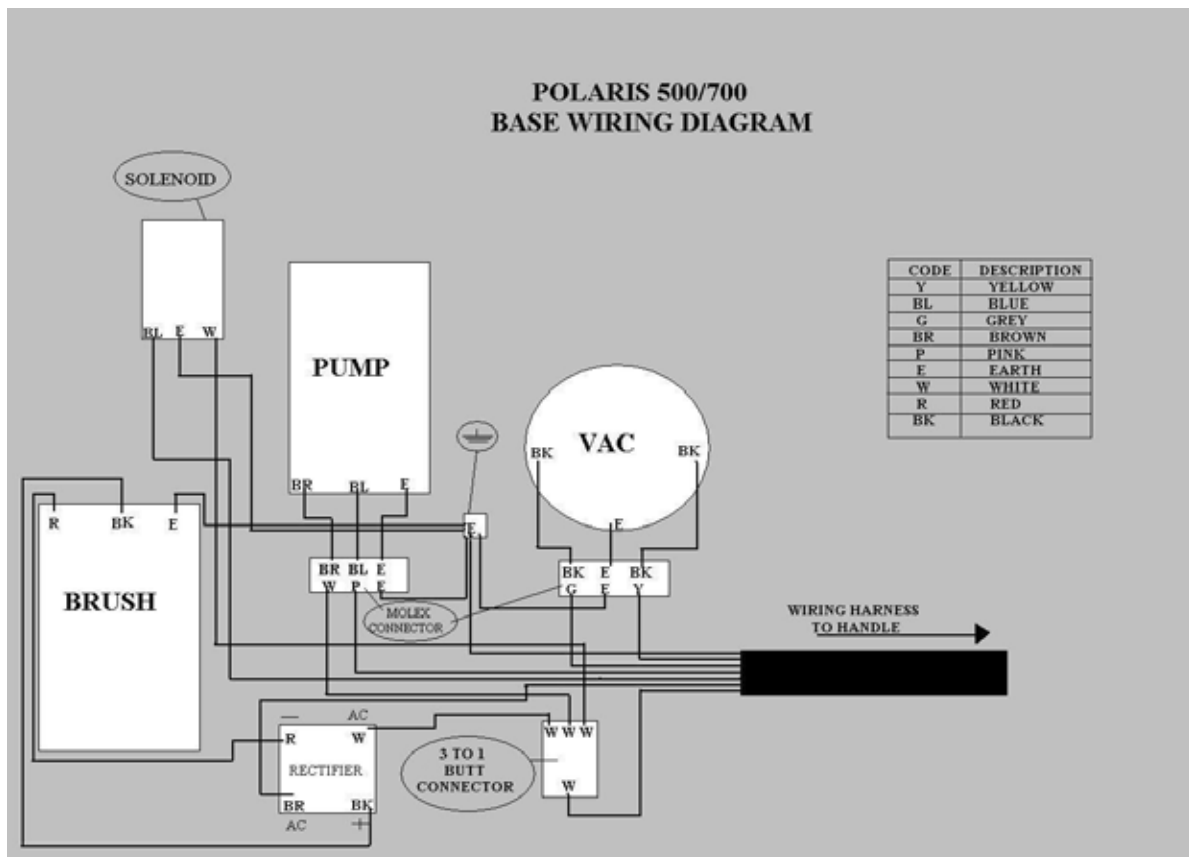 POLARIS 500/700
BASE WIRING DIAGRAM
SOLENOID
BL E W
PUMP
BR BL E
VAC
BK BK
E
CODE DESCRIPTION
Y YELLOW
BL BLUE
G GREY
BR BROWN
P PINK
E EARTH
W WHITE
R RED
BK BLACK
R BK E
BRUSH
E
BR BL E
W P E
BK E BK
G E Y
MOLEX
CONNECTOR
WIRING HARNESS
TO HANDLE
— AC
R W
RECTIFIER
BR BK
AC +
W W W
W
3 TO 1
BUTT
CONNECTOR